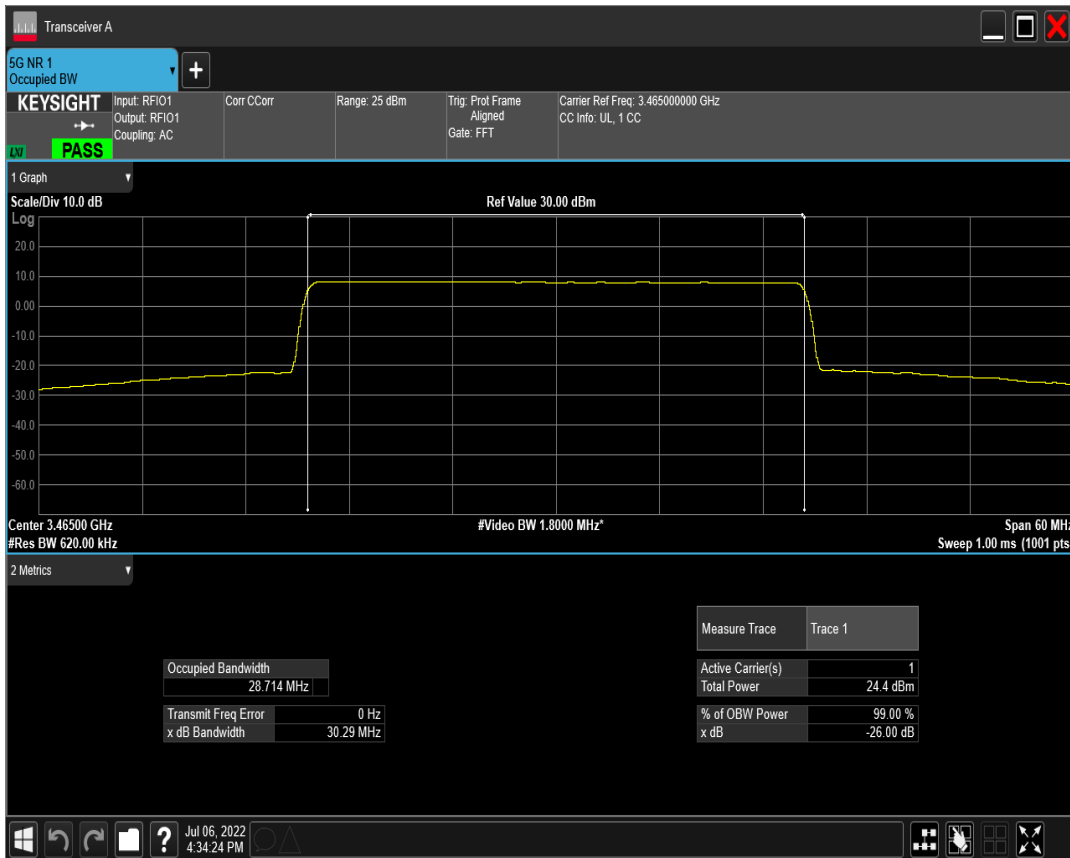 Transceiver A
5G NR 1
Occupied BW
+
KEYSIGHT
LXI
PASS
Input: RFIO1
Output: RFIO1
Coupling: AC
Corr CCorr
Range: 25 dBm
Trig: Prot Frame
Aligned
Gate: FFT
Carrier Ref Freq: 3.465000000 GHz
CC Info: UL, 1 CC
1 Graph
Scale/Div 10.0 dB
Ref Value 30.00 dBm
Log
20.0
10.0
0.00
-10.0
-20.0
-30.0
-40.0
-50.0
-60.0
Center 3.46500 GHz
#Video BW 1.8000 MHz*
Span 60 MHz
#Res BW 620.00 kHz
Sweep 1.00 ms (1001 pts
2 Metrics
Measure Trace Trace 1
Occupied Bandwidth
28.714 MHz
Active Carrier(s) 1
Total Power 24.4 dBm
Transmit Freq Error 0 Hz
x dB Bandwidth 30.29 MHz
% of OBW Power 99.00 %
x dB -26.00 dB
?
Jul 06, 2022
4:34:24 PM